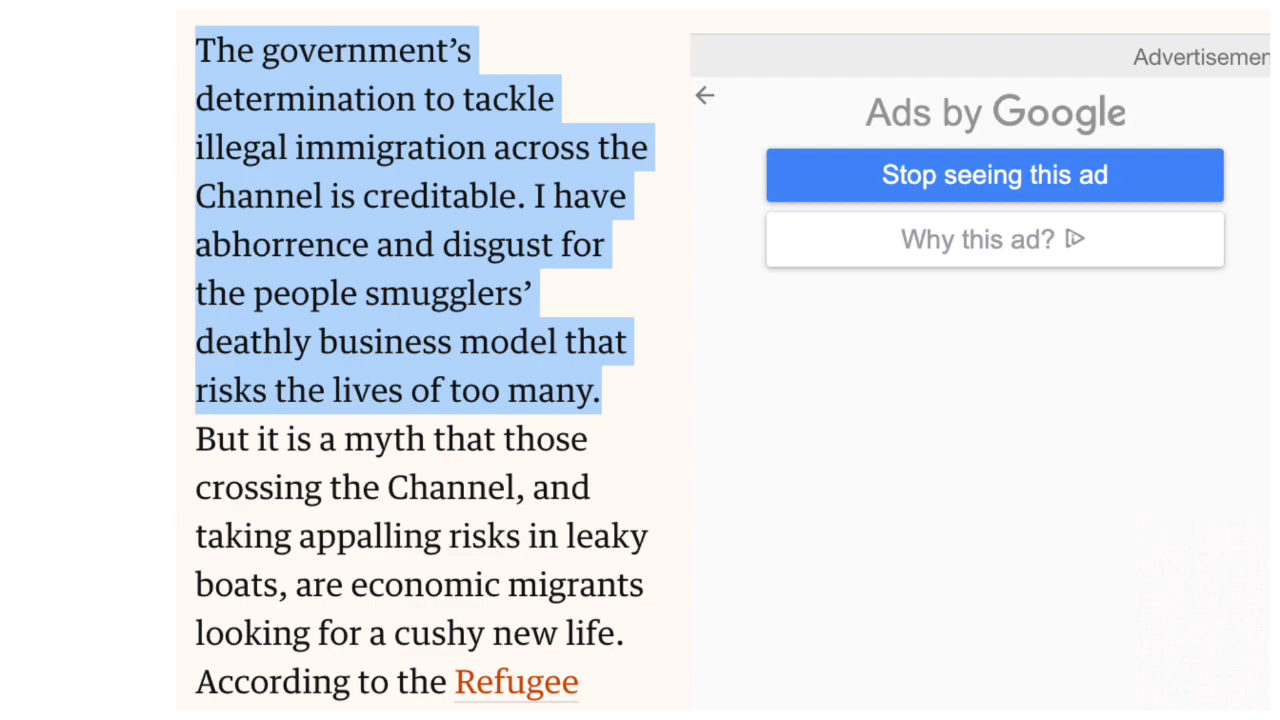 The government’s
determination to tackle
illegal immigration across the
Channel is creditable. I have
abhorrence and disgust for
the people smugglers’
deathly business model that
risks the lives of too many.
But it is a myth that those
crossing the Channel, and
taking appalling risks in leaky
boats, are economic migrants
looking for a cushy new life.
According to the Refugee
Advertisemen
Ads by Google
Stop seeing this ad
Why this ad?